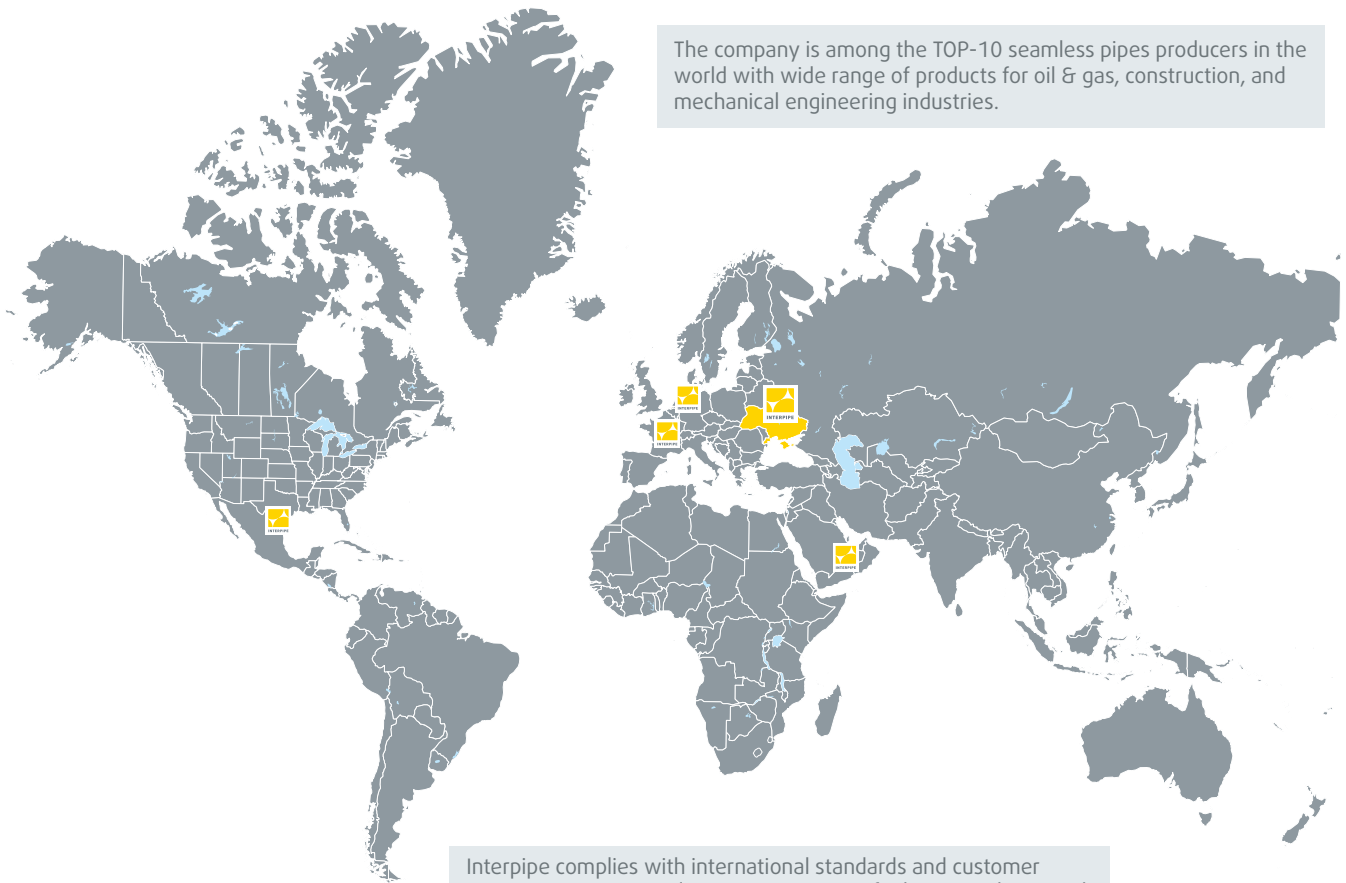 The company is among the TOP-10 seamless pipes producers in the
world with wide range of products for oil & gas, construction, and
mechanical engineering industries.
INTERPIPE
INTERPIPE
INTERPIPE
INTERPIPE
INTERPIPE
Interpipe complies with international standards and customer